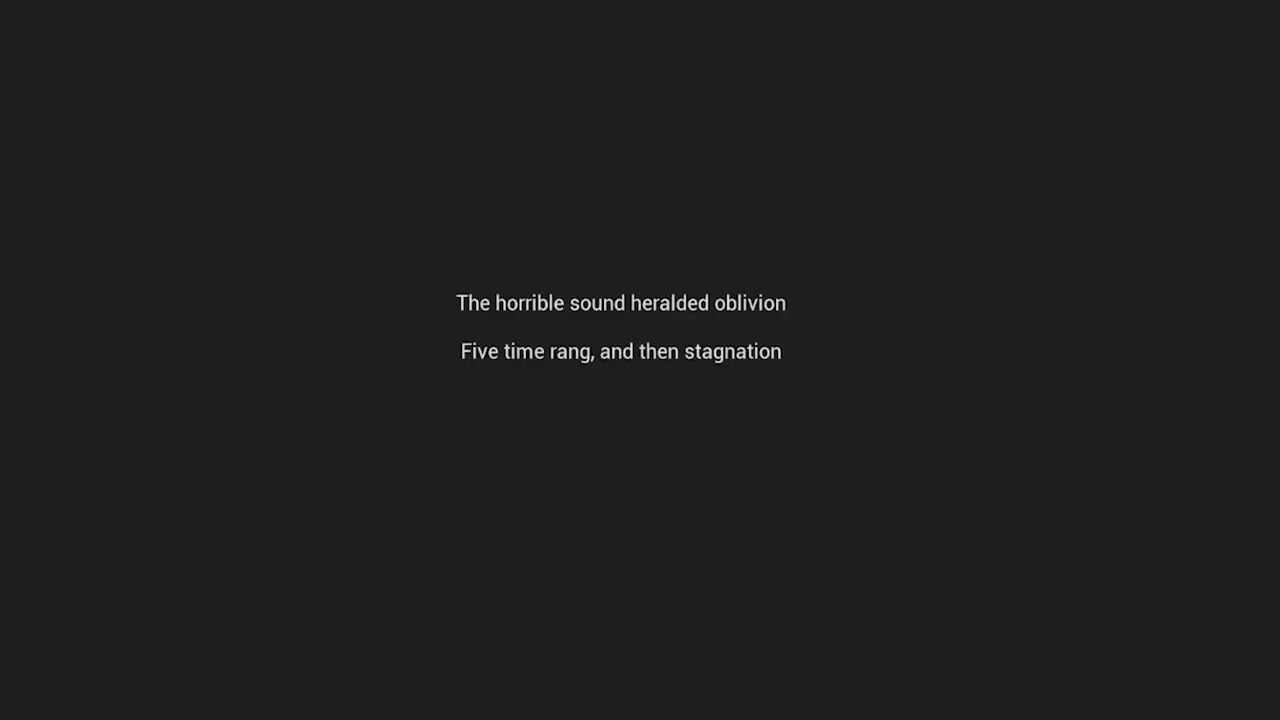 The horrible sound heralded oblivion
Five time rang, and then stagnation